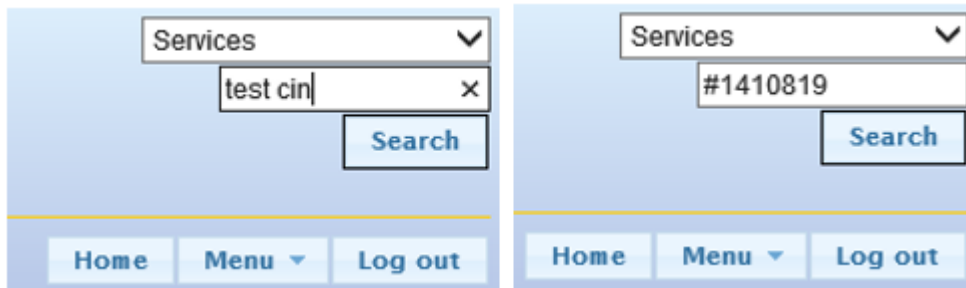 Services
test cin
Search
Home Menu Log out
Services
#1410819
Search
Home Menu Log out